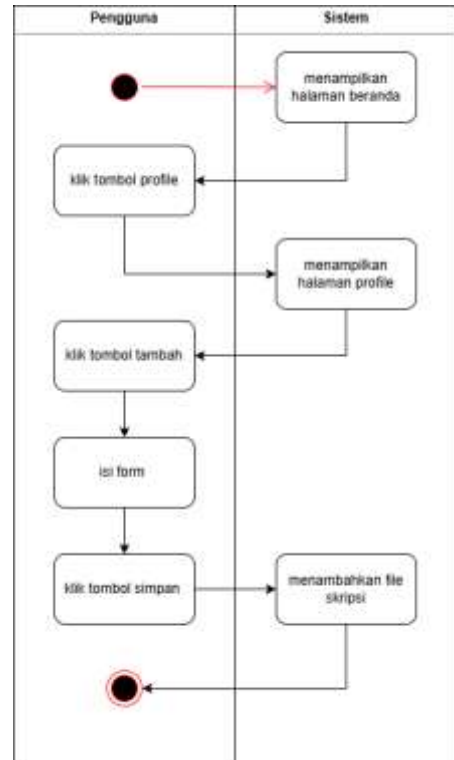 Pengguna
Sistem
menampilkan
halaman beranda
klik tombol profile
menampilkan
halaman profile
klik tombol tambah
isi form
klik tombol simpan
menambahkan file
skripsi